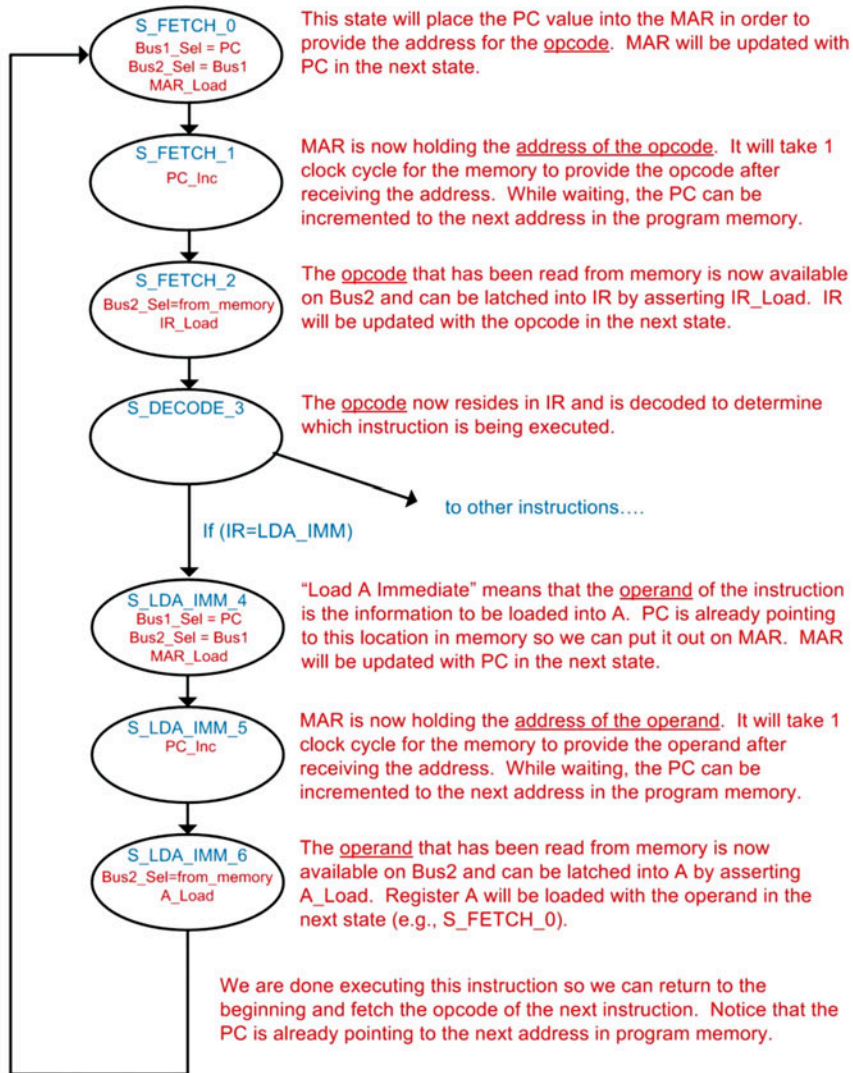 S_FETCH_0
Bus1_Sel = PC
Bus2_Sel = Bus1
MAR_Load
This state will place the PC value into the MAR in order to
provide the address for the opcode. MAR will be updated with
PC in the next state.
S_FETCH_1
PC_Inc
MAR is now holding the address of the opcode. It will take 1
clock cycle for the memory to provide the opcode after
receiving the address. While waiting, the PC can be
incremented to the next address in the program memory.
S_FETCH_2
Bus2_Sel=from_memory
IR_Load
The opcode that has been read from memory is now available
on Bus2 and can be latched into IR by asserting IR_Load. IR
will be updated with the opcode in the next state.
S_DECODE_3
The opcode now resides in IR and is decoded to determine
which instruction is being executed.
to other instructions….
If (IR=LDA_IMM)
S_LDA_IMM_4
Bus1_Sel = PC
Bus2_Sel = Bus1
MAR_Load
“Load A Immediate” means that the operand of the instruction
is the information to be loaded into A. PC is already pointing
to this location in memory so we can put it out on MAR. MAR
will be updated with PC in the next state.
S_LDA_IMM_5
PC_Inc
MAR is now holding the address of the operand. It will take 1
clock cycle for the memory to provide the operand after
receiving the address. While waiting, the PC can be
incremented to the next address in the program memory.
S_LDA_IMM_6
Bus2_Sel=from_memory
A_Load
The operand that has been read from memory is now
available on Bus2 and can be latched into A by asserting
A_Load. Register A will be loaded with the operand in the
next state (e.g., S_FETCH_0).
We are done executing this instruction so we can return to the
beginning and fetch the opcode of the next instruction. Notice that the
PC is already pointing to the next address in program memory.